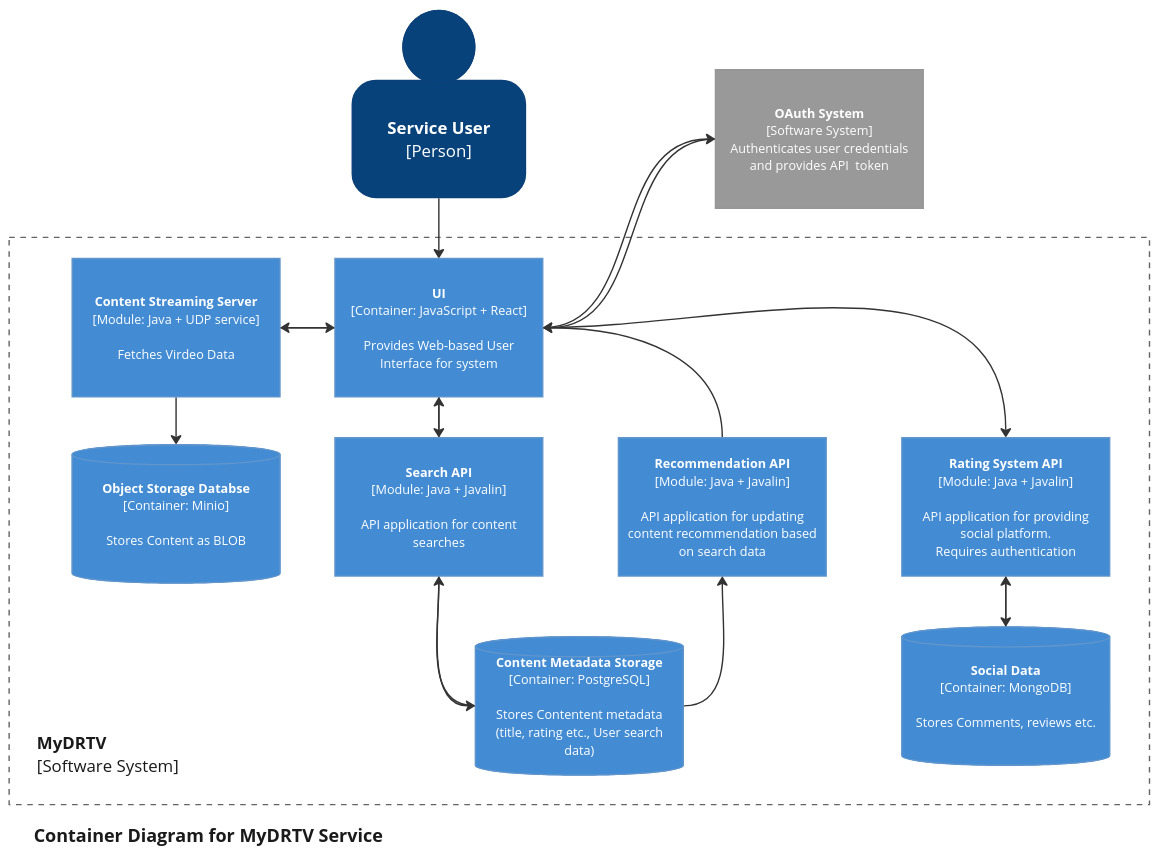 Service User
[Person]
OAuth System
[Software System]
Authenticates user credentials
and provides API token
Content Streaming Server
[Module: Java + UDP service]
Fetches Virdeo Data
UI
[Container: JavaScript + React]
Provides Web-based User
Interface for system
Object Storage Databse
[Container: Minio]
Stores Content as BLOB
Search API
[Module: Java + Javalin]
API application for content
searches
Recommendation API
[Module: Java + Javalin]
API application for updating
content recommendation based
on search data
Rating System API
[Module: Java + Javalin]
API application for providing
social platform.
Requires authentication
Content Metadata Storage
[Container: PostgreSQL]
Stores Contentent metadata
(title, rating etc., User search
data)
Social Data
[Container: MongoDB]
Stores Comments, reviews etc.
MyDRTV
[Software System]
Container Diagram for MyDRTV Service